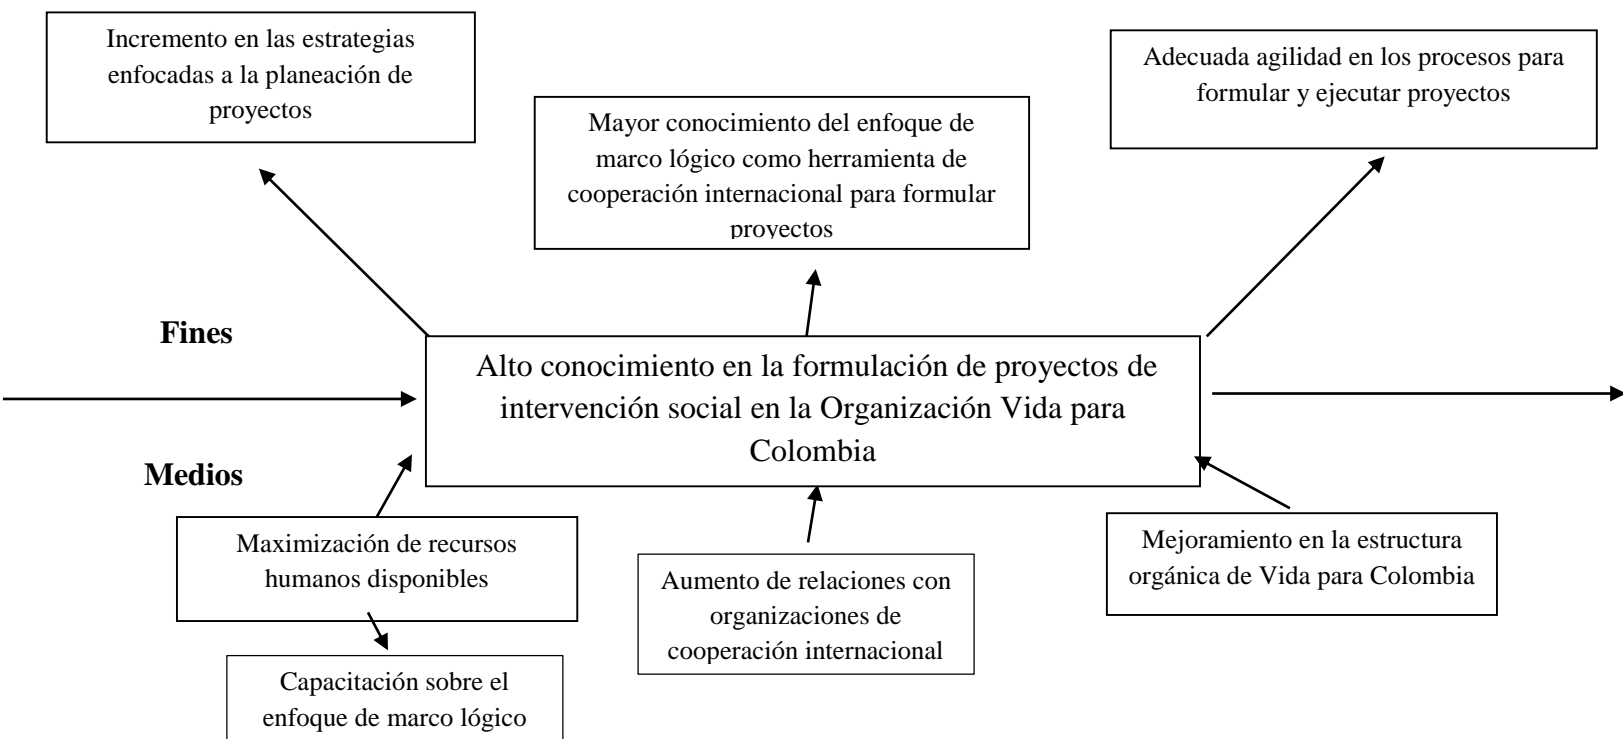 Incremento en las estrategias
enfocadas a la planeación de
proyectos
Adecuada agilidad en los procesos para
formular y ejecutar proyectos
Mayor conocimiento del enfoque de
marco lógico como herramienta de
cooperación internacional para formular
proyectos
Fines
Alto conocimiento en la formulación de proyectos de
intervención social en la Organización Vida para
Colombia
Medios
Maximización de recursos
humanos disponibles
Aumento de relaciones con
organizaciones de
cooperación internacional
Mejoramiento en la estructura
orgánica de Vida para Colombia
Capacitación sobre el
enfoque de marco lógico